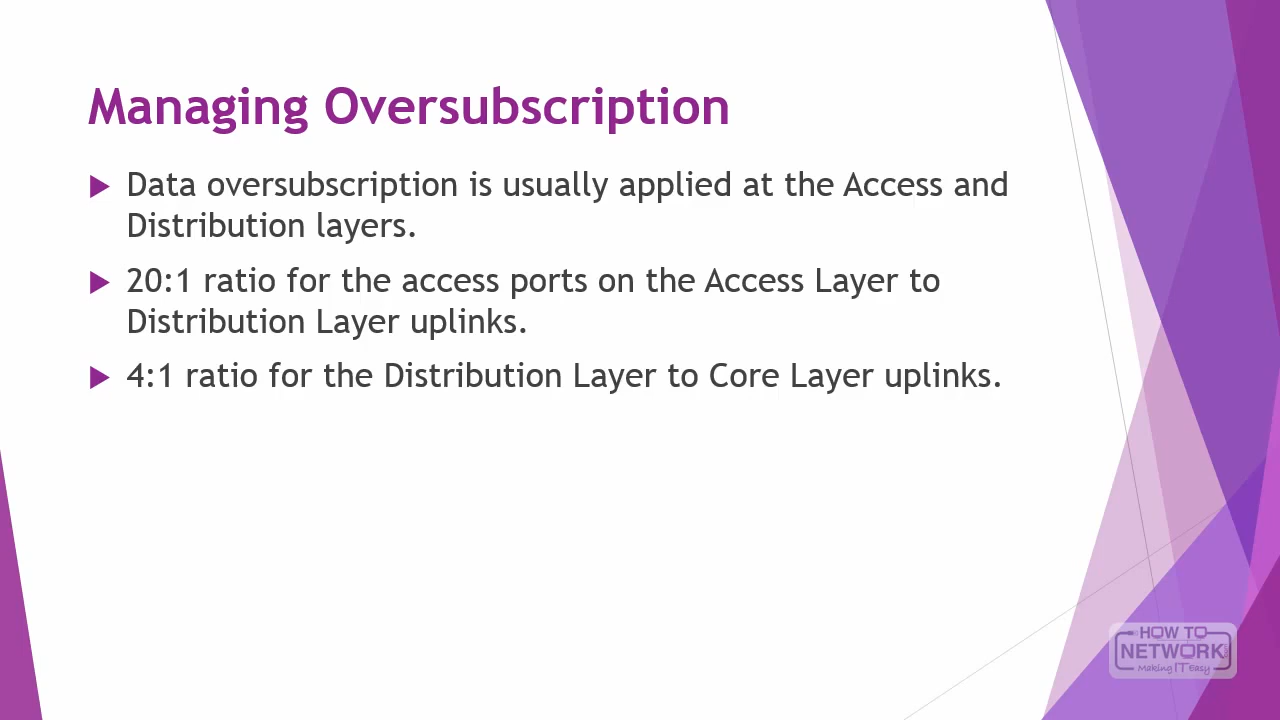 Managing Oversubscription
Data oversubscription is usually applied at the Access and
Distribution layers.
20:1 ratio for the access ports on the Access Layer to
Distribution Layer uplinks.
4:1 ratio for the Distribution Layer to Core Layer uplinks.
HOW TO
NETWORK
Making IT Easy